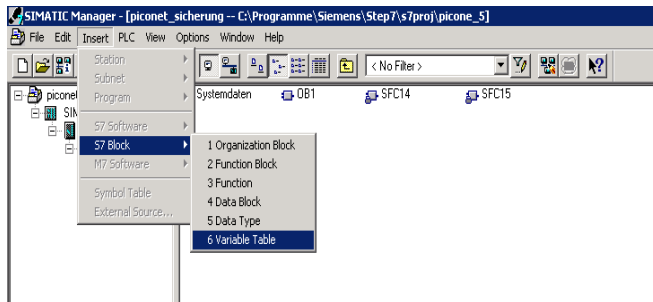 SIMATIC Manager - [piconet_sicherung -- C:\Programme\Siemens\Step7\s7proj\picone_5]
File Edit Insert PLC View Options Window Help
< No Filter >
Station
Subnet
Program
S7 Software
S7 Block
M7 Software
Symbol Table
External Source...
piconet
SIM
Systemdaten OB1 SFC14 SFC15
1 Organization Block
2 Function Block
3 Function
4 Data Block
5 Data Type
6 Variable Table